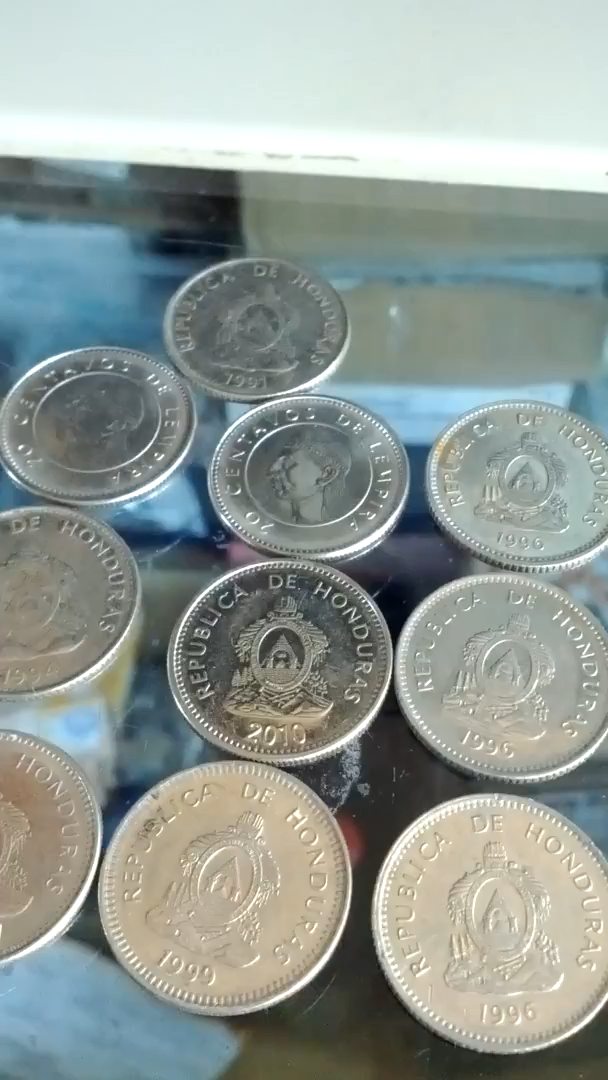 REPUBLICA DE HONDURAS
1991
20 CENTAVOS DE LEMPIRA
20 CENTAVOS DE LEMPIRA
REPUBLICA DE HONDURAS
1996
DE HONDURAS
1994
REPUBLICA DE HONDURAS
2010
REPUBLICA DE HONDURAS
1996
HONDURAS
REPUBLICA DE HONDURAS
1999
REPUBLICA DE HONDURAS
1996